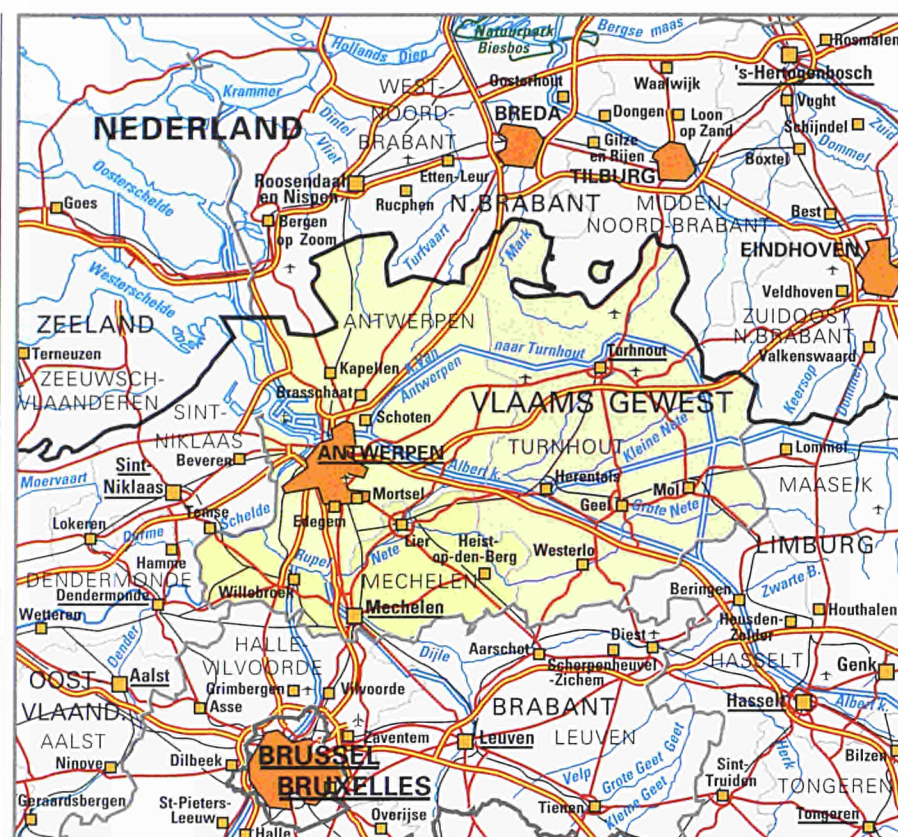 Natuurpark
Biesbos
Bergse maas
Rosmalen
Hollands Diep
's-Hertogenbosch
Krammer
WEST-
NOORD-
BRABANT
Oosterhout
Waalwijk
Vught
NEDERLAND
Dintel
Vliet
BREDA
Dongen
Loon
op Zand
Schijndel
Zuid
Dommel
Gilze
en Rijen
Boxtel
Oosterschelde
Roosendaal
en Nispen
Etten-Leur
TILBURG
Rucphen
N.BRABANT
MIDDEN-
NOORD-BRABANT
Best
Goes
Bergen
op Zoom
Turfvaart
Mark
EINDHOVEN
Westerschelde
Veldhoven
ZEELAND
ANTWERPEN
ZUIDOOST
N.BRABANT
Terneuzen
K.Van
Antwerpen
naar Turnhout
Turnhout
Valkenswaard
ZEEUWSCH-
VLAANDEREN
Kapellen
Brasschaat
Keersop
Dommel
SINT-
NIKLAAS
Schoten
VLAAMS GEWEST
Beveren
ANTWERPEN
TURNHOUT
Kleine Nete
Lommel
Moervaart
Sint-
Niklaas
Albert k.
Herentals
Mol
MAASEIK
Mortsel
Geel
Grote Nete
Temse
Schelde
Edegem
Lokeren
Durme
Lier
Heist-
op-den-Berg
Westerlo
LIMBURG
Hamme
Rupel
Nete
DENDERMONDE
Dendermonde
Willebroek
MECHELEN
Zwarte B.
Beringen
Wetteren
Mechelen
Houthalen
Heusden-
Zolder
Dender
HALLE-
VILVOORDE
Dijle
Aarschot
Diest
Scherpenheuvel
-Zichem
HASSELT
Genk
OOST
VLAAND.
Aalst
Grimbergen
Vilvoorde
BRABANT
Hasselt
Albert k.
Asse
AALST
Zaventem
Leuven
LEUVEN
Herk
Bilzen
Ninove
Dilbeek
BRUSSEL
BRUXELLES
Velp
Grote Geet
Geet
Kleine Geet
Sint-
Truiden
TONGEREN
Geraardsbergen
St-Pieters-
Leeuw
Overijse
Tienen
Tongeren
Halle